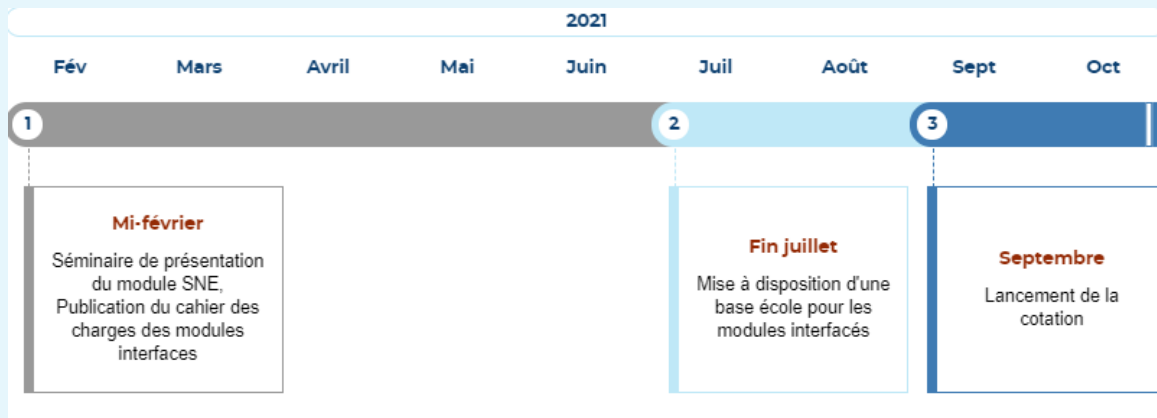 2021
Fév Mars Avril Mai Juin Juil Août Sept Oct
1 2 3
Mi-février
Séminaire de présentation
du module SNE,
Publication du cahier des
charges des modules
interfaces
Fin juillet
Mise à disposition d'une
base école pour les
modules interfacés
Septembre
Lancement de la
cotation